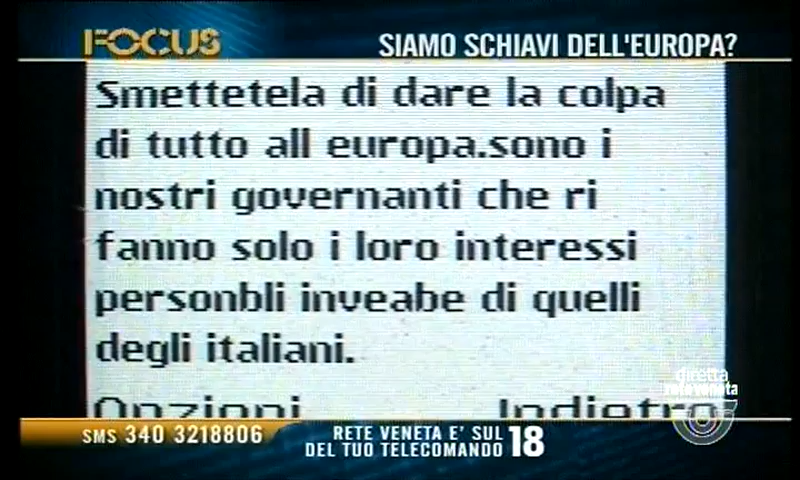 FOCUS
SIAMO SCHIAVI DELL'EUROPA?
Smettetela di dare la colpa
di tutto all europa.sono i
nostri governanti che ri
fanno solo i loro interessi
personbli inveabe di quelli
degli italiani.
Opzioni Indietro
diretta
rete veneta
SMS 340 3218806
RETE VENETA E' SUL
DEL TUO TELECOMANDO 18